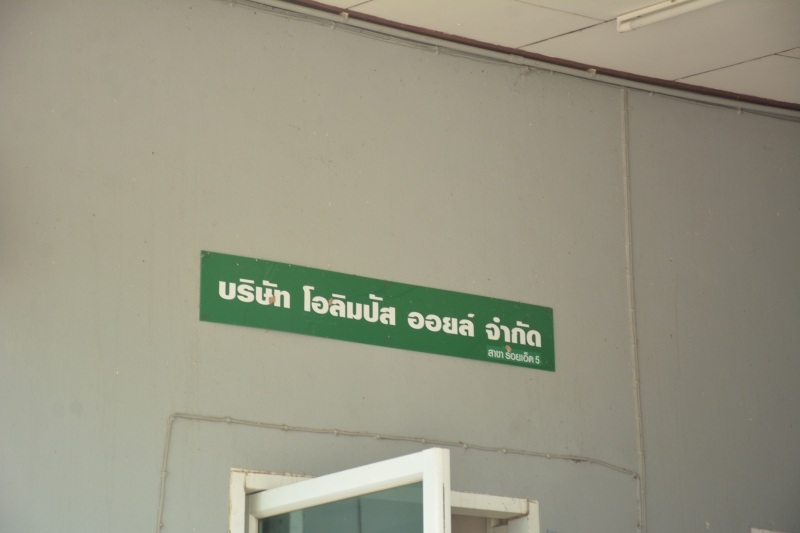 บริษัท โอลิมปัส ออยล์ จำกัด
สาขา ร้อยเอ็ด 5